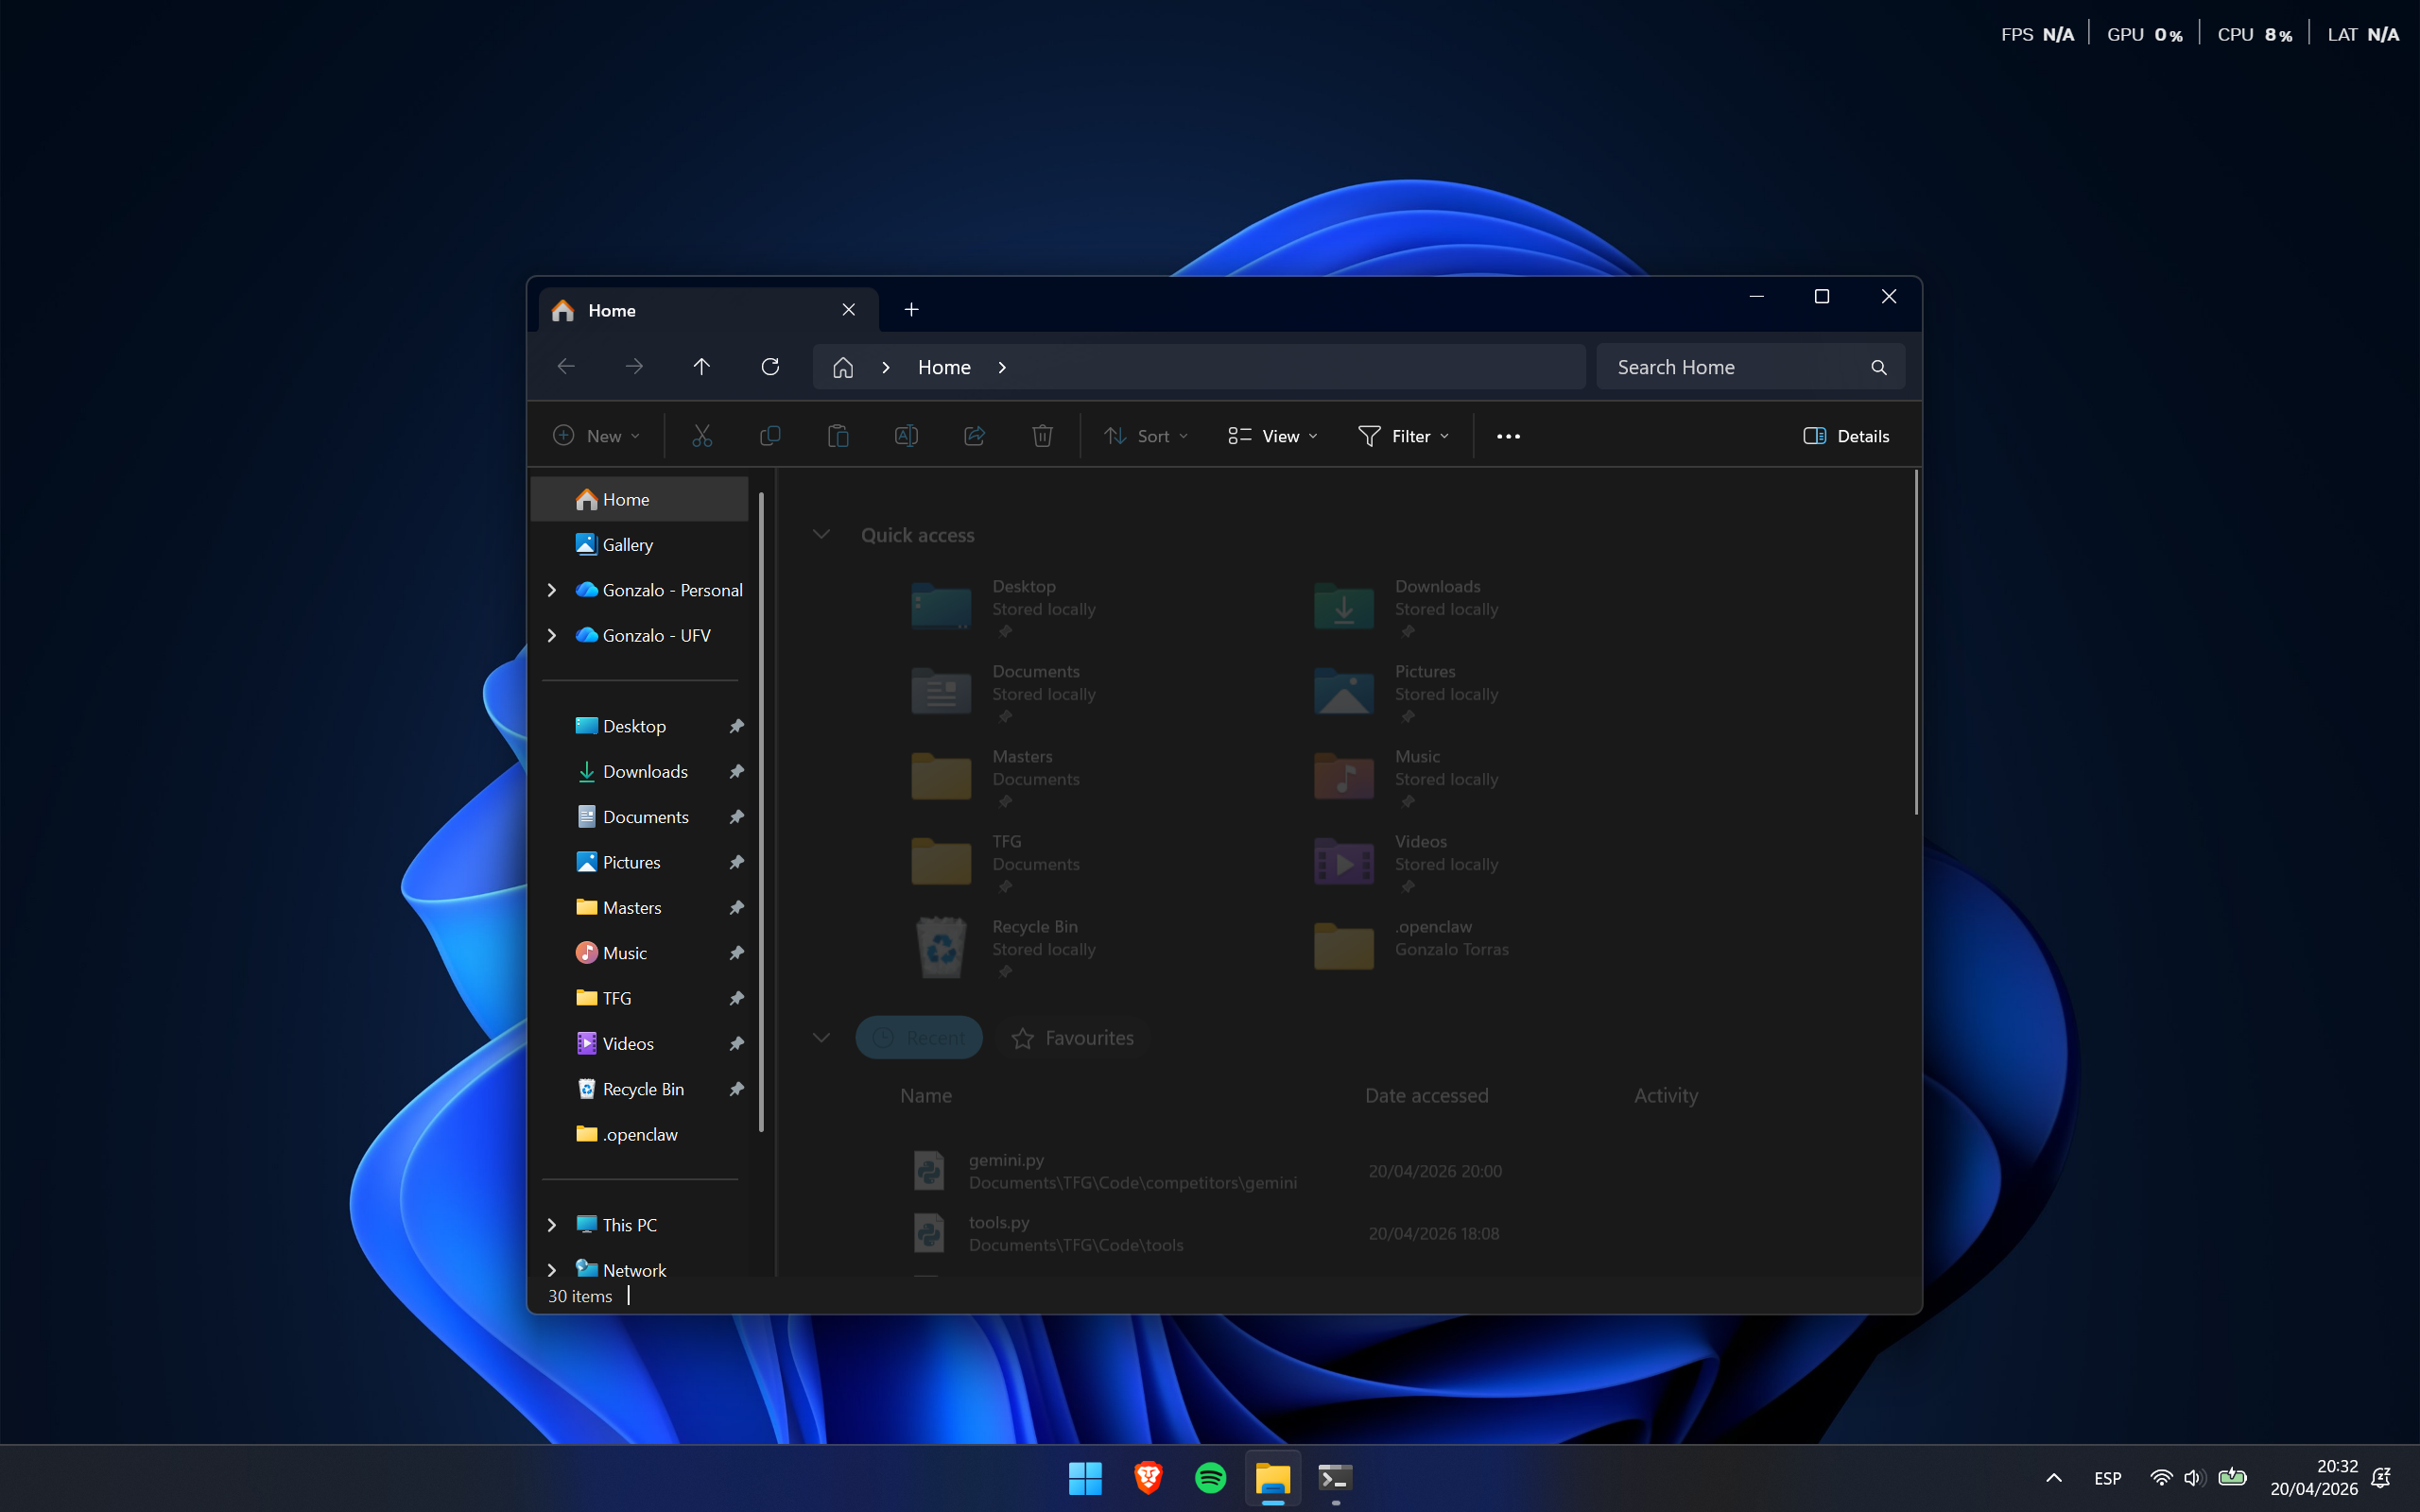 FPS N/A GPU 0% CPU 8% LAT N/A
Home
Home
Search Home
New
Sort
View
Filter
Details
Home
Gallery
Gonzalo - Personal
Gonzalo - UFV
Desktop
Downloads
Documents
Pictures
Masters
Music
TFG
Videos
Recycle Bin
.openclaw
This PC
Network
30 items
Quick access
Desktop
Stored locally
Downloads
Stored locally
Documents
Stored locally
Pictures
Stored locally
Masters
Documents
Music
Stored locally
TFG
Documents
Videos
Stored locally
Recycle Bin
Stored locally
.openclaw
Gonzalo Torras
Recent
Favourites
Name Date accessed Activity
gemini.py
Documents\TFG\Code\competitors\gemini
20/04/2026 20:00
tools.py
Documents\TFG\Code\tools
20/04/2026 18:08
ESP
20:32
20/04/2026